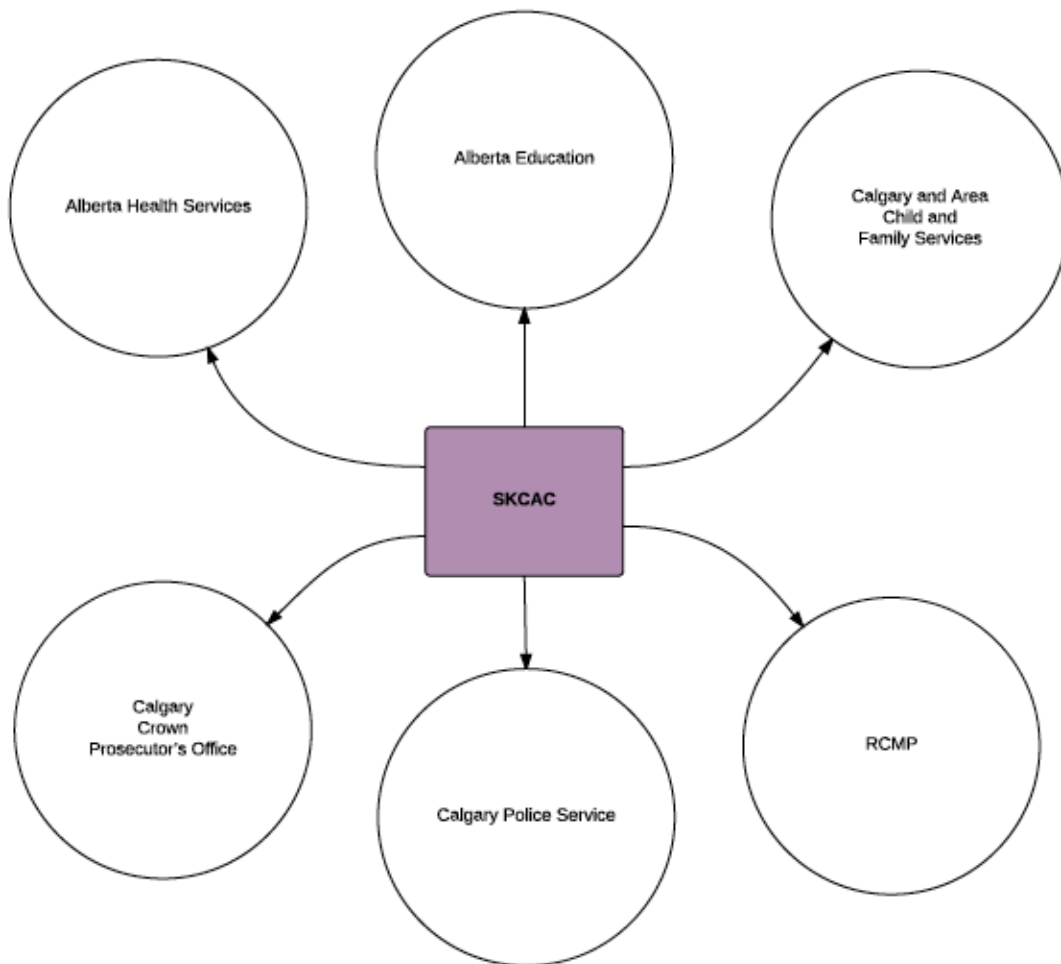 Alberta Health Services
Alberta Education
Calgary and Area
Child and
Family Services
SKCAC
Calgary
Crown
Prosecutor's Office
Calgary Police Service
RCMP